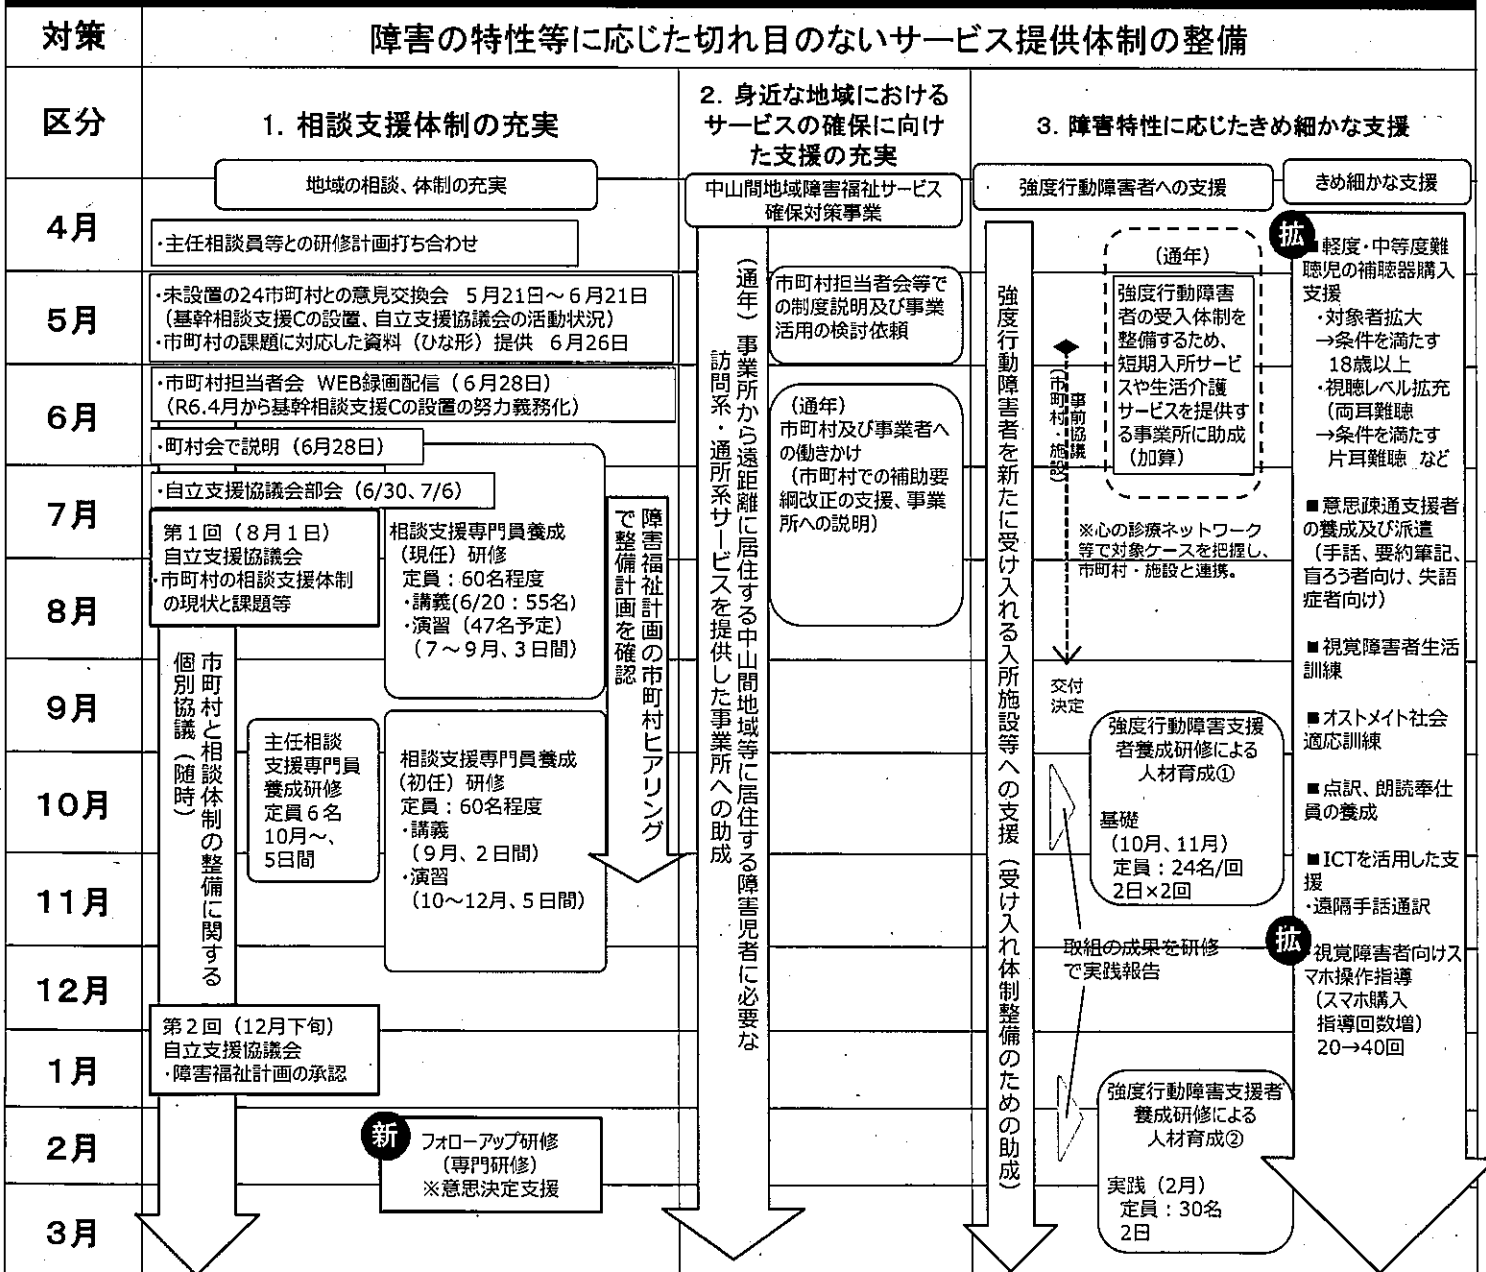 対策
障害の特性等に応じた切れ目のないサービス提供体制の整備
区分
1. 相談支援体制の充実
2. 身近な地域における
サービスの確保に向け
た支援の充実
3. 障害特性に応じたきめ細かな支援
地域の相談、体制の充実
中山間地域障害福祉サービス
確保対策事業
強度行動障害者への支援
きめ細かな支援
4月
5月
6月
7月
8月
9月
10月
11月
12月
1月
2月
3月
・主任相談員等との研修計画打ち合わせ
・未設置の24市町村との意見交換会 5月21日～6月21日
(基幹相談支援Cの設置、自立支援協議会の活動状況)
・市町村の課題に対応した資料（ひな形）提供 6月26日
・市町村担当者会 WEB録画配信（6月28日）
(R6.4月から基幹相談支援Cの設置の努力義務化)
・町村会で説明（6月28日）
・自立支援協議会部会（6/30、7/6）
第1回（8月1日）
自立支援協議会
・市町村の相談支援体制
の現状と課題等
相談支援専門員養成
(現任）研修
定員：60名程度
・講義(6/20：55名)
・演習（47名予定）
(7～9月、3日間)
障害福祉計画の市町村ヒアリング
で整備計画を確認
市町村と相談体制の整備に関する
個別協議（随時）
主任相談
支援専門員
養成研修
定員6名
10月～、
5日間
相談支援専門員養成
(初任）研修
定員：60名程度
・講義
(9月、2日間)
・演習
(10～12月、5日間)
第2回（12月下旬）
自立支援協議会
・障害福祉計画の承認
新
フォローアップ研修
(専門研修)
※意思決定支援
(通年）事業所から遠距離に居住する中山間地域等に居住する障害児者に必要な
訪問系・通所系サービスを提供した事業所への助成
市町村担当者会等で
の制度説明及び事業
活用の検討依頼
(通年)
市町村及び事業者へ
の働きかけ
(市町村での補助要
綱改正の支援、事業
所への説明)
強度行動障害者を新たに受け入れる入所施設等への支援（受け入れ体制整備のための助成）
事前協議
(市町村・施設)
交付
決定
(通年)
強度行動障害
者の受入体制を
整備するため、
短期入所サービ
スや生活介護
サービスを提供す
る事業所に助成
(加算)
※心の診療ネットワーク
等で対象ケースを把握し、
市町村・施設と連携。
強度行動障害支援
者養成研修による
人材育成①
基礎
(10月、11月)
定員：24名/回
2日×2回
取組の成果を研修
で実践報告
強度行動障害支援者
養成研修による
人材育成②
実践（2月）
定員：30名
2日
拡
■軽度・中等度難
聴児の補聴器購入
支援
・対象者拡大
→条件を満たす
18歳以上
・視聴レベル拡充
(両耳難聴
→条件を満たす
片耳難聴 など
■意思疎通支援者
の養成及び派遣
(手話、要約筆記、
盲ろう者向け、失語
症者向け)
■視覚障害者生活
訓練
■オストメイト社会
適応訓練
■点訳、朗読奉仕
員の養成
■ICTを活用した支
援
・遠隔手話通訳
拡
・視覚障害者向けス
マホ操作指導
(スマホ購入
指導回数増)
20→40回